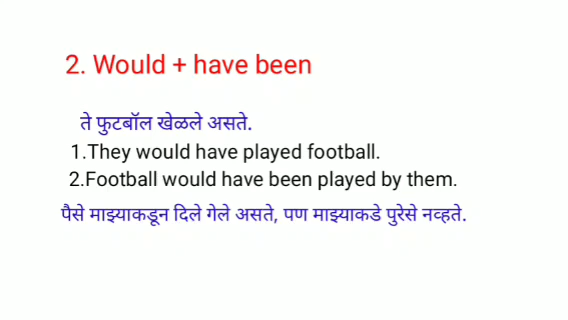 2. Would + have been
ते फुटबॉल खेळले असते.
1.They would have played football.
2.Football would have been played by them.
पैसे माझ्याकडून दिले गेले असते, पण माझ्याकडे पुरेसे नव्हते.